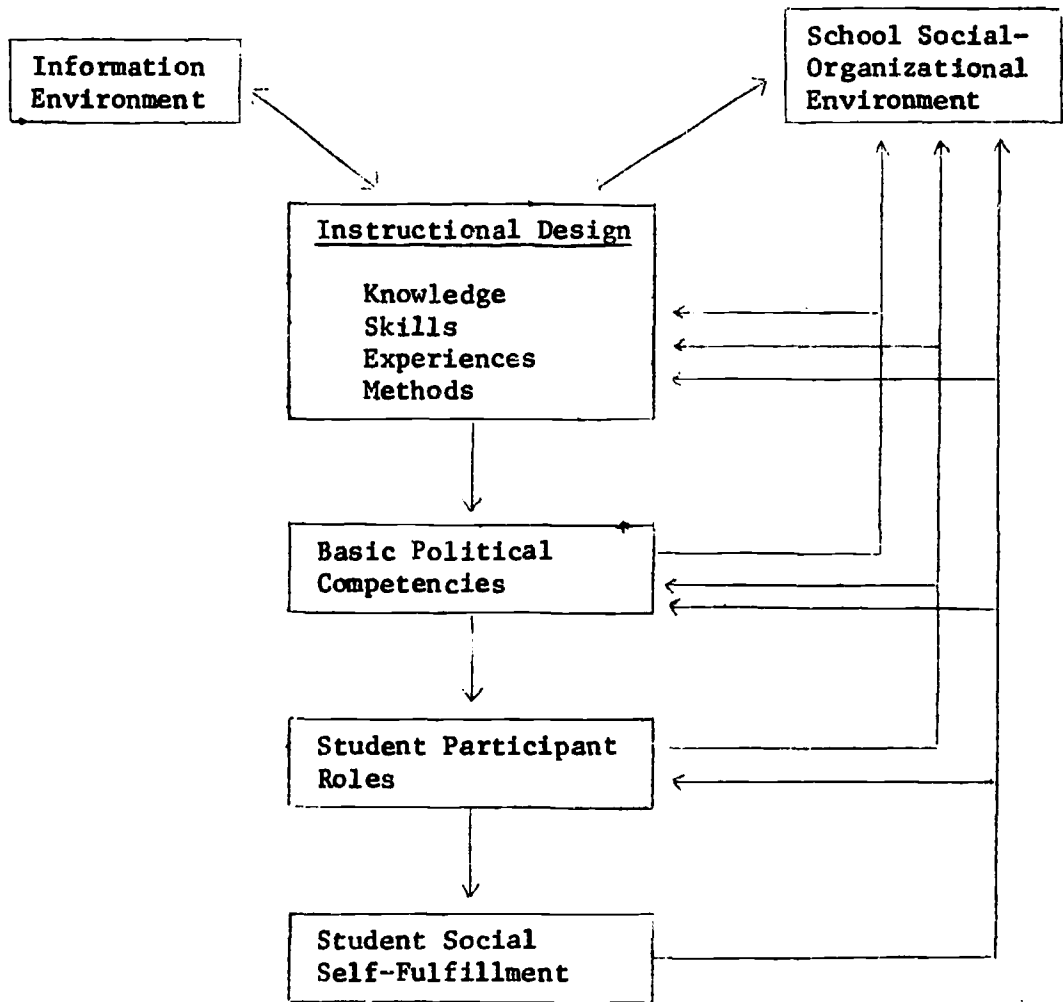 Information
Environment
School Social-
Organizational
Environment
Instructional Design
Knowledge
Skills
Experiences
Methods
Basic Political
Competencies
Student Participant
Roles
Student Social
Self-Fulfillment